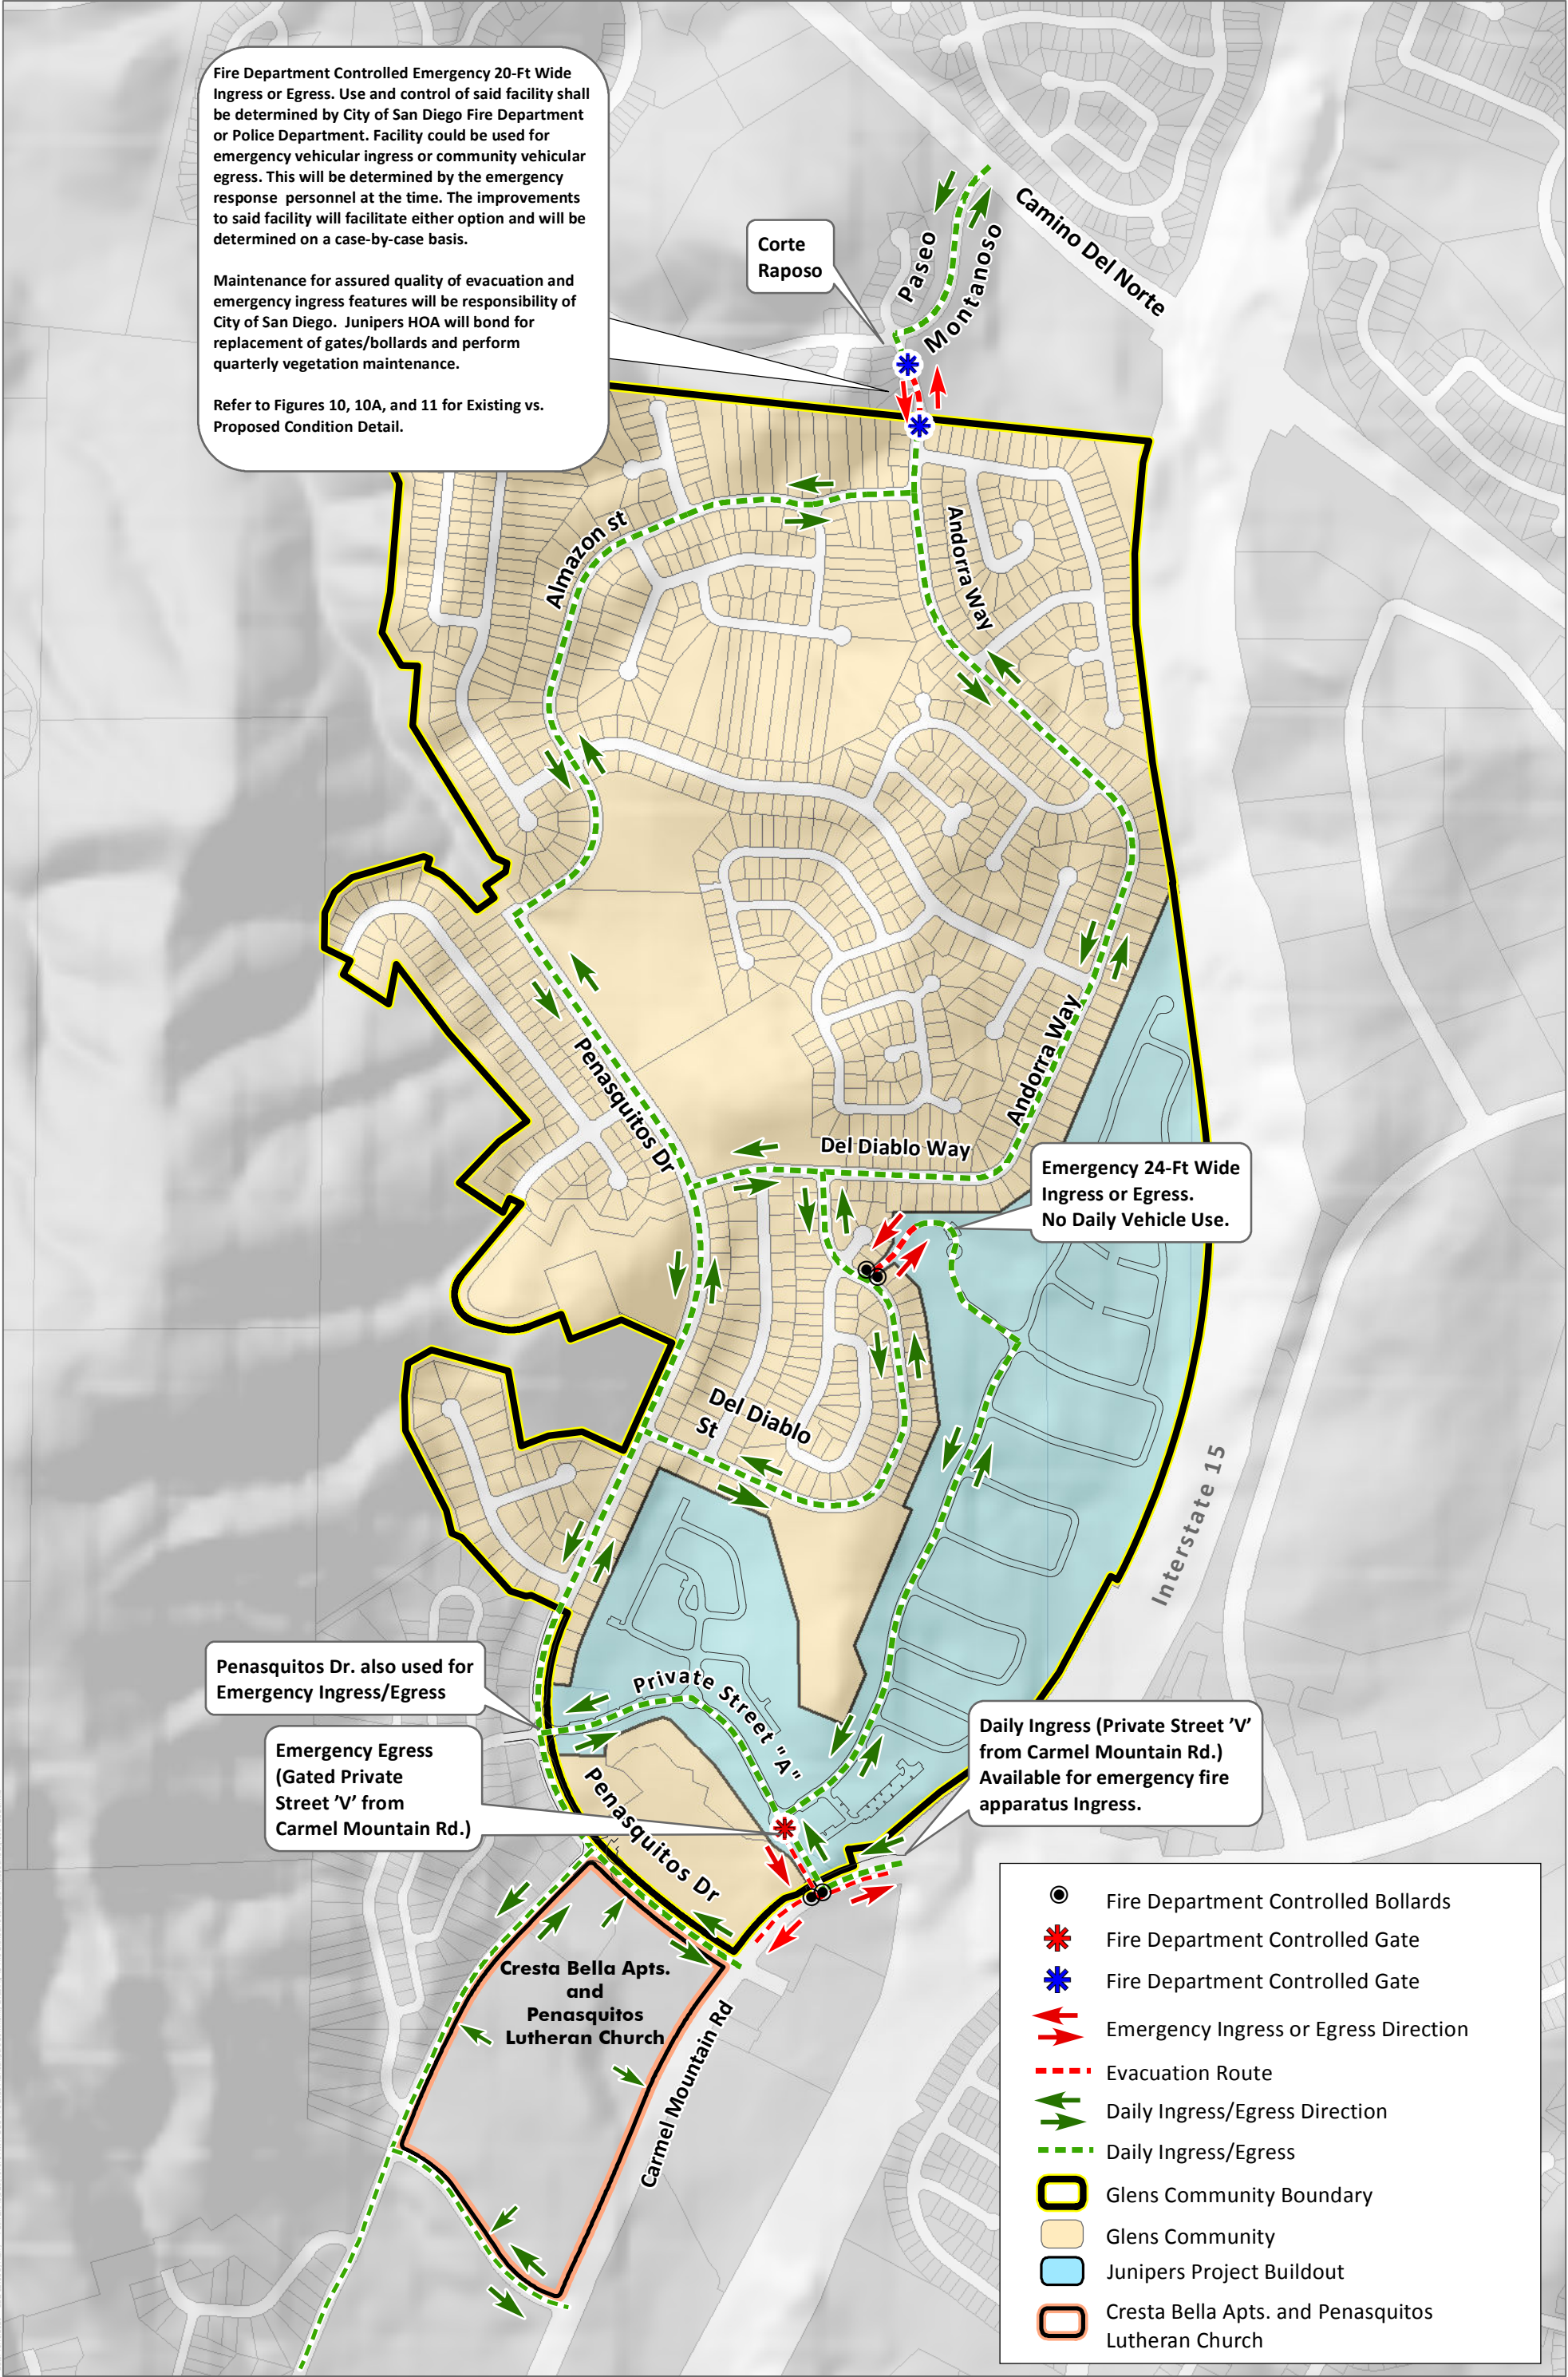 Fire Department Controlled Emergency 20-Ft Wide
Ingress or Egress. Use and control of said facility shall
be determined by City of San Diego Fire Department
or Police Department. Facility could be used for
emergency vehicular ingress or community vehicular
egress. This will be determined by the emergency
response personnel at the time. The improvements
to said facility will facilitate either option and will be
determined on a case-by-case basis.
Maintenance for assured quality of evacuation and
emergency ingress features will be responsibility of
City of San Diego. Junipers HOA will bond for
replacement of gates/bollards and perform
quarterly vegetation maintenance.
Refer to Figures 10, 10A, and 11 for Existing vs.
Proposed Condition Detail.
Corte
Raposo
Paseo
Montanoso
Camino Del Norte
Almazon st
Andorra Way
Penasquitos Dr
Andorra Way
Del Diablo Way
Emergency 24-Ft Wide
Ingress or Egress.
No Daily Vehicle Use.
Del Diablo
St
Interstate 15
Penasquitos Dr. also used for
Emergency Ingress/Egress
Private Street "A"
Emergency Egress
(Gated Private
Street ’V’ from
Carmel Mountain Rd.)
Daily Ingress (Private Street ’V’
from Carmel Mountain Rd.)
Available for emergency fire
apparatus Ingress.
Penasquitos Dr
Cresta Bella Apts.
and
Penasquitos
Lutheran Church
Carmel Mountain Rd
Fire Department Controlled Bollards
Fire Department Controlled Gate
Fire Department Controlled Gate
Emergency Ingress or Egress Direction
Evacuation Route
Daily Ingress/Egress Direction
Daily Ingress/Egress
Glens Community Boundary
Glens Community
Junipers Project Buildout
Cresta Bella Apts. and Penasquitos
Lutheran Church